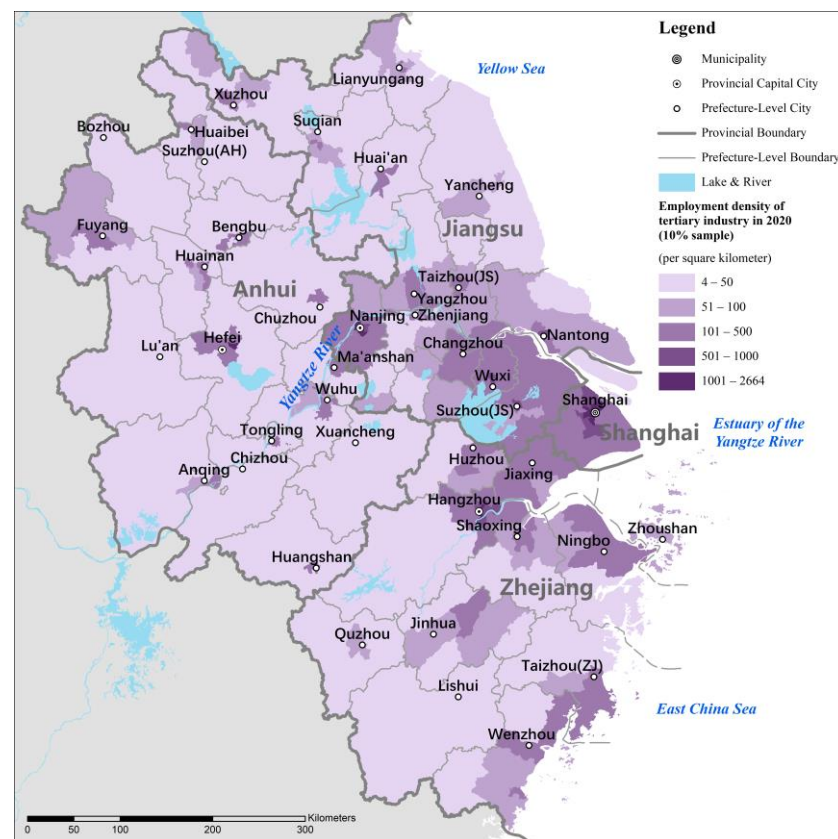 Legend
Municipality
Provincial Capital City
Prefecture-Level City
Provincial Boundary
Prefecture-Level Boundary
Lake & River
Employment density of
tertiary industry in 2020
(10% sample)
(per square kilometer)
4 – 50
51 – 100
101 – 500
501 – 1000
1001 – 2664
Yellow Sea
Lianyungang
Xuzhou
Suqian
Bozhou
Huaibei
Suzhou(AH)
Huai'an
Yancheng
Jiangsu
Fuyang
Bengbu
Huainan
Anhui
Taizhou(JS)
Yangzhou
Chuzhou
Nanjing
Zhenjiang
Nantong
Changzhou
Lu'an
Hefei
Ma'anshan
Yangtze River
Wuxi
Wuhu
Suzhou(JS)
Shanghai
Shanghai
Estuary of the
Yangtze River
Tongling
Xuancheng
Chizhou
Anqing
Huzhou
Jiaxing
Hangzhou
Shaoxing
Zhoushan
Ningbo
Huangshan
Zhejiang
Quzhou
Jinhua
Taizhou(ZJ)
Lishui
East China Sea
Wenzhou
0 50 100 200 300 Kilometers